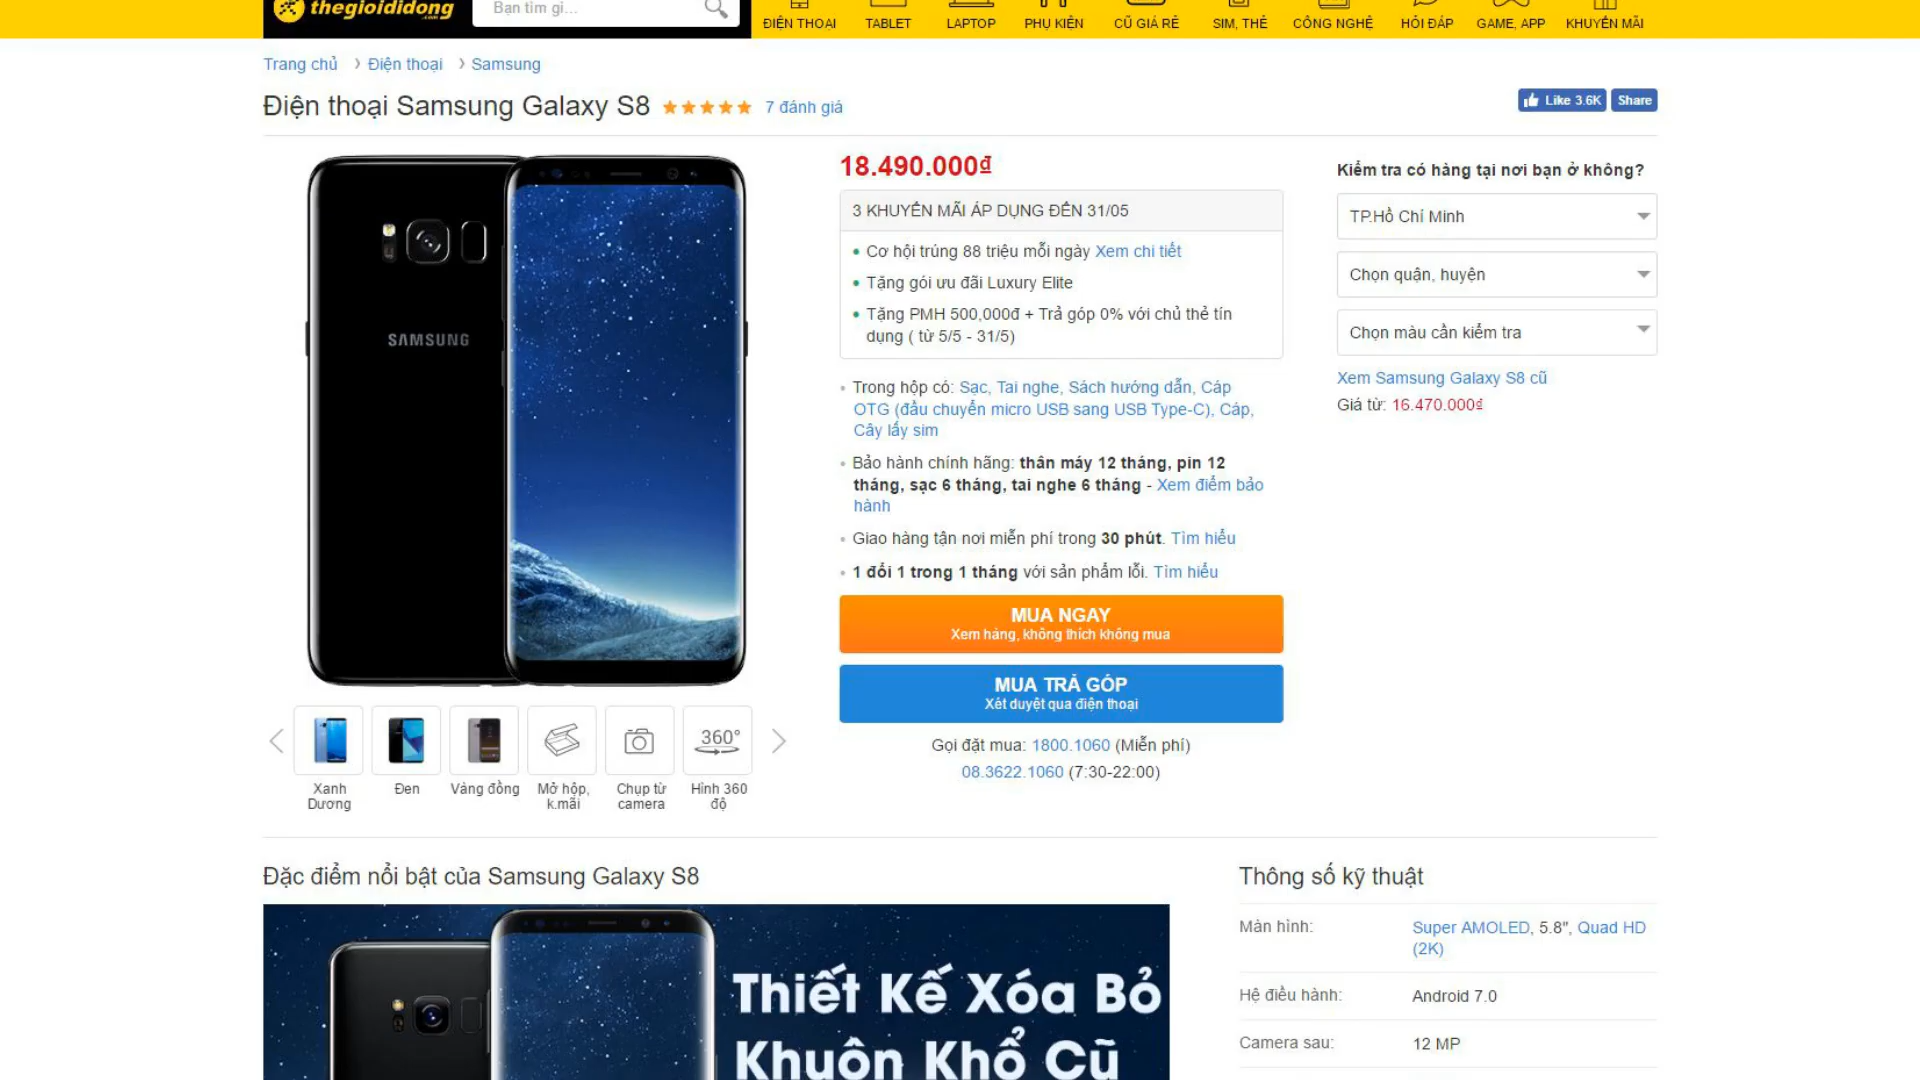 thegioididong
.com
Bạn tìm gì...
ĐIỆN THOẠI
TABLET
LAPTOP
PHỤ KIỆN
CŨ GIÁ RẺ
SIM, THẺ
CÔNG NGHỆ
HỎI ĐÁP
GAME, APP
KHUYẾN MÃI
Trang chủ › Điện thoại › Samsung
Điện thoại Samsung Galaxy S8 ★★★★★ 7 đánh giá
Like 3.6K Share
SAMSUNG
Xanh Dương
Đen
Vàng đồng
Mở hộp, k.mãi
Chụp từ camera
360°
Hình 360 độ
18.490.000₫
3 KHUYẾN MÃI ÁP DỤNG ĐẾN 31/05
• Cơ hội trúng 88 triệu mỗi ngày Xem chi tiết
• Tặng gói ưu đãi Luxury Elite
• Tặng PMH 500,000đ + Trả góp 0% với chủ thẻ tín
dụng ( từ 5/5 - 31/5)
• Trong hộp có: Sạc, Tai nghe, Sách hướng dẫn, Cáp
OTG (đầu chuyển micro USB sang USB Type-C), Cáp,
Cây lấy sim
• Bảo hành chính hãng: thân máy 12 tháng, pin 12
tháng, sạc 6 tháng, tai nghe 6 tháng - Xem điểm bảo
hành
• Giao hàng tận nơi miễn phí trong 30 phút. Tìm hiểu
• 1 đổi 1 trong 1 tháng với sản phẩm lỗi. Tìm hiểu
MUA NGAY
Xem hàng, không thích không mua
MUA TRẢ GÓP
Xét duyệt qua điện thoại
Gọi đặt mua: 1800.1060 (Miễn phí)
08.3622.1060 (7:30-22:00)
Kiểm tra có hàng tại nơi bạn ở không?
TP.Hồ Chí Minh
Chọn quận, huyện
Chọn màu cần kiểm tra
Xem Samsung Galaxy S8 cũ
Giá từ: 16.470.000₫
Đặc điểm nổi bật của Samsung Galaxy S8
Thiết Kế Xóa Bỏ
Khuôn Khổ Cũ
Thông số kỹ thuật
Màn hình: Super AMOLED, 5.8", Quad HD
(2K)
Hệ điều hành: Android 7.0
Camera sau: 12 MP